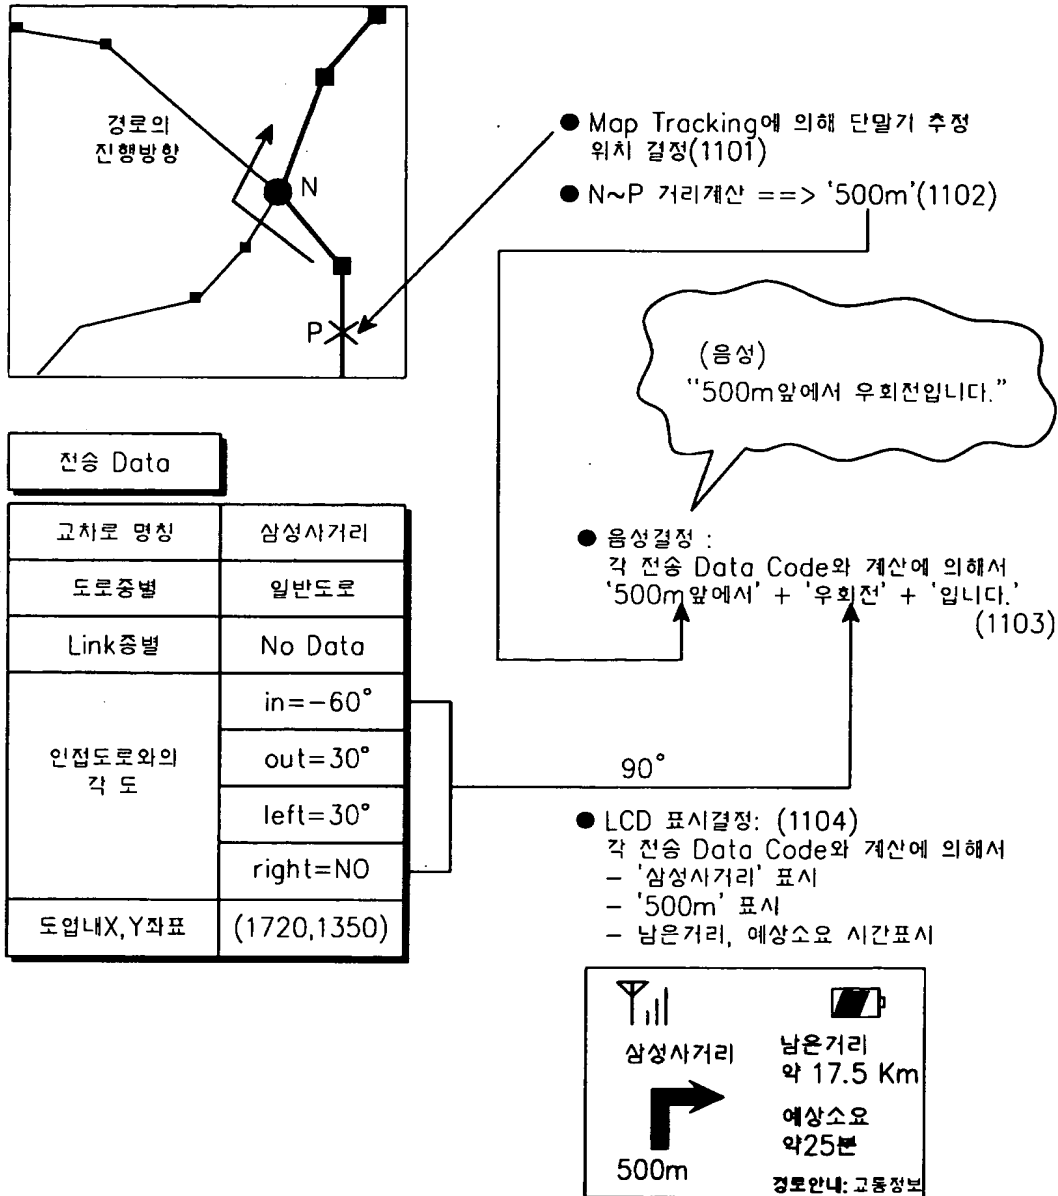 경로의
진행방향
N
P
● Map Tracking에 의해 단말기 추정
위치 결정(1101)
● N~P 거리계산 ==> '500m'(1102)
(음성)
"500m앞에서 우회전입니다."
전송 Data
교차로 명칭 삼성사거리
도로종별 일반도로
Link종별 No Data
인접도로와의
각 도
in=-60°
out=30°
left=30°
right=NO
도엽내X,Y좌표 (1720,1350)
● 음성결정 :
각 전송 Data Code와 계산에 의해서
'500m앞에서' + '우회전' + '입니다.'
(1103)
90°
● LCD 표시결정: (1104)
각 전송 Data Code와 계산에 의해서
- '삼성사거리' 표시
- '500m' 표시
- 남은거리, 예상소요 시간표시
삼성사거리
500m
남은거리
약 17.5 Km
예상소요
약25분
경로안내: 교통정보